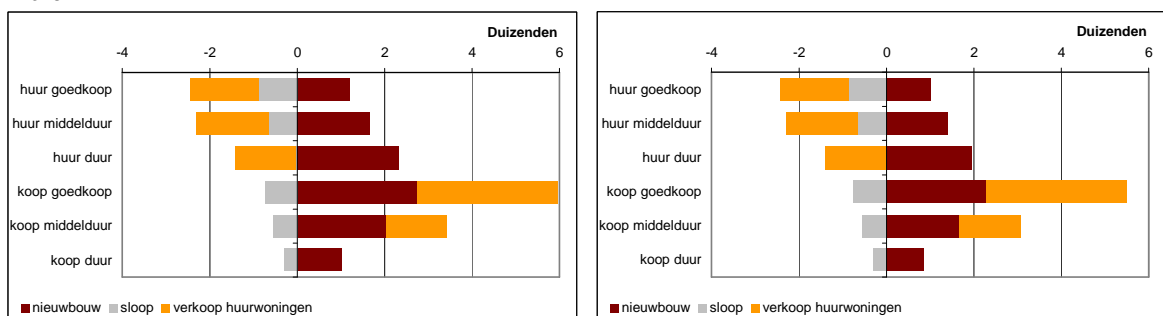 Duizenden
-4 -2 0 2 4 6
huur goedkoop
huur middelduur
huur duur
koop goedkoop
koop middelduur
koop duur
nieuwbouw sloop verkoop huurwoningen
Duizenden
-4 -2 0 2 4 6
huur goedkoop
huur middelduur
huur duur
koop goedkoop
koop middelduur
koop duur
nieuwbouw sloop verkoop huurwoningen